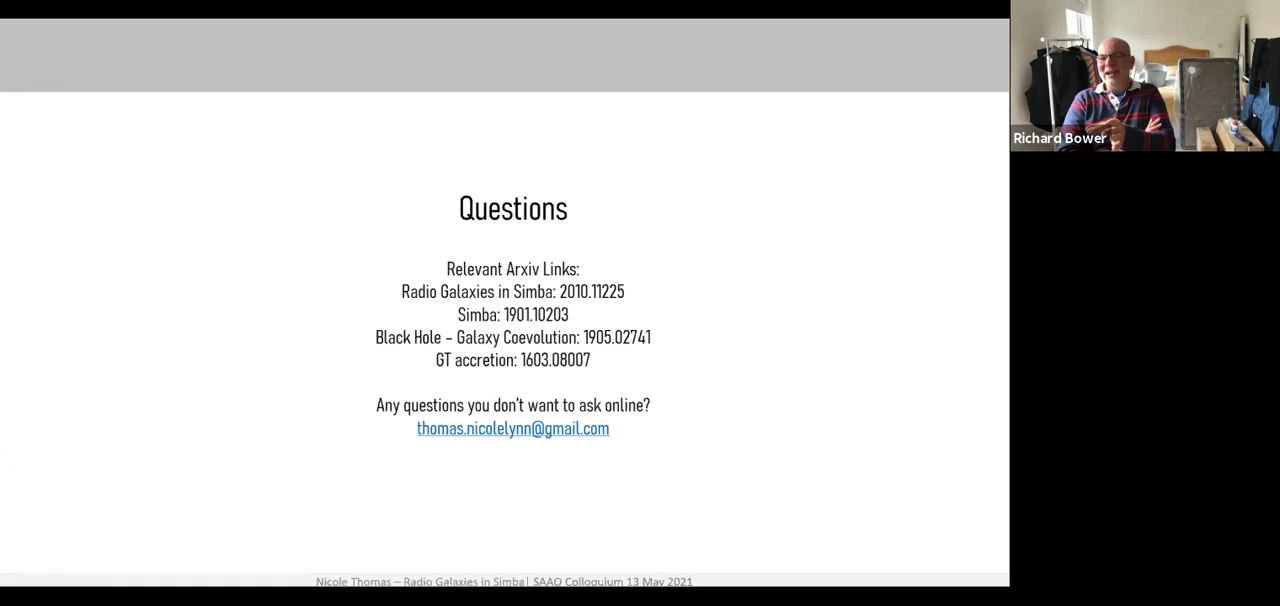 Questions
Relevant Arxiv Links:
Radio Galaxies in Simba: 2010.11225
Simba: 1901.10203
Black Hole – Galaxy Coevolution: 1905.02741
GT accretion: 1603.08007
Any questions you don't want to ask online?
thomas.nicolelynn@gmail.com
Nicole Thomas – Radio Galaxies in Simba| SAAO Colloquium 13 May 2021
Richard Bower